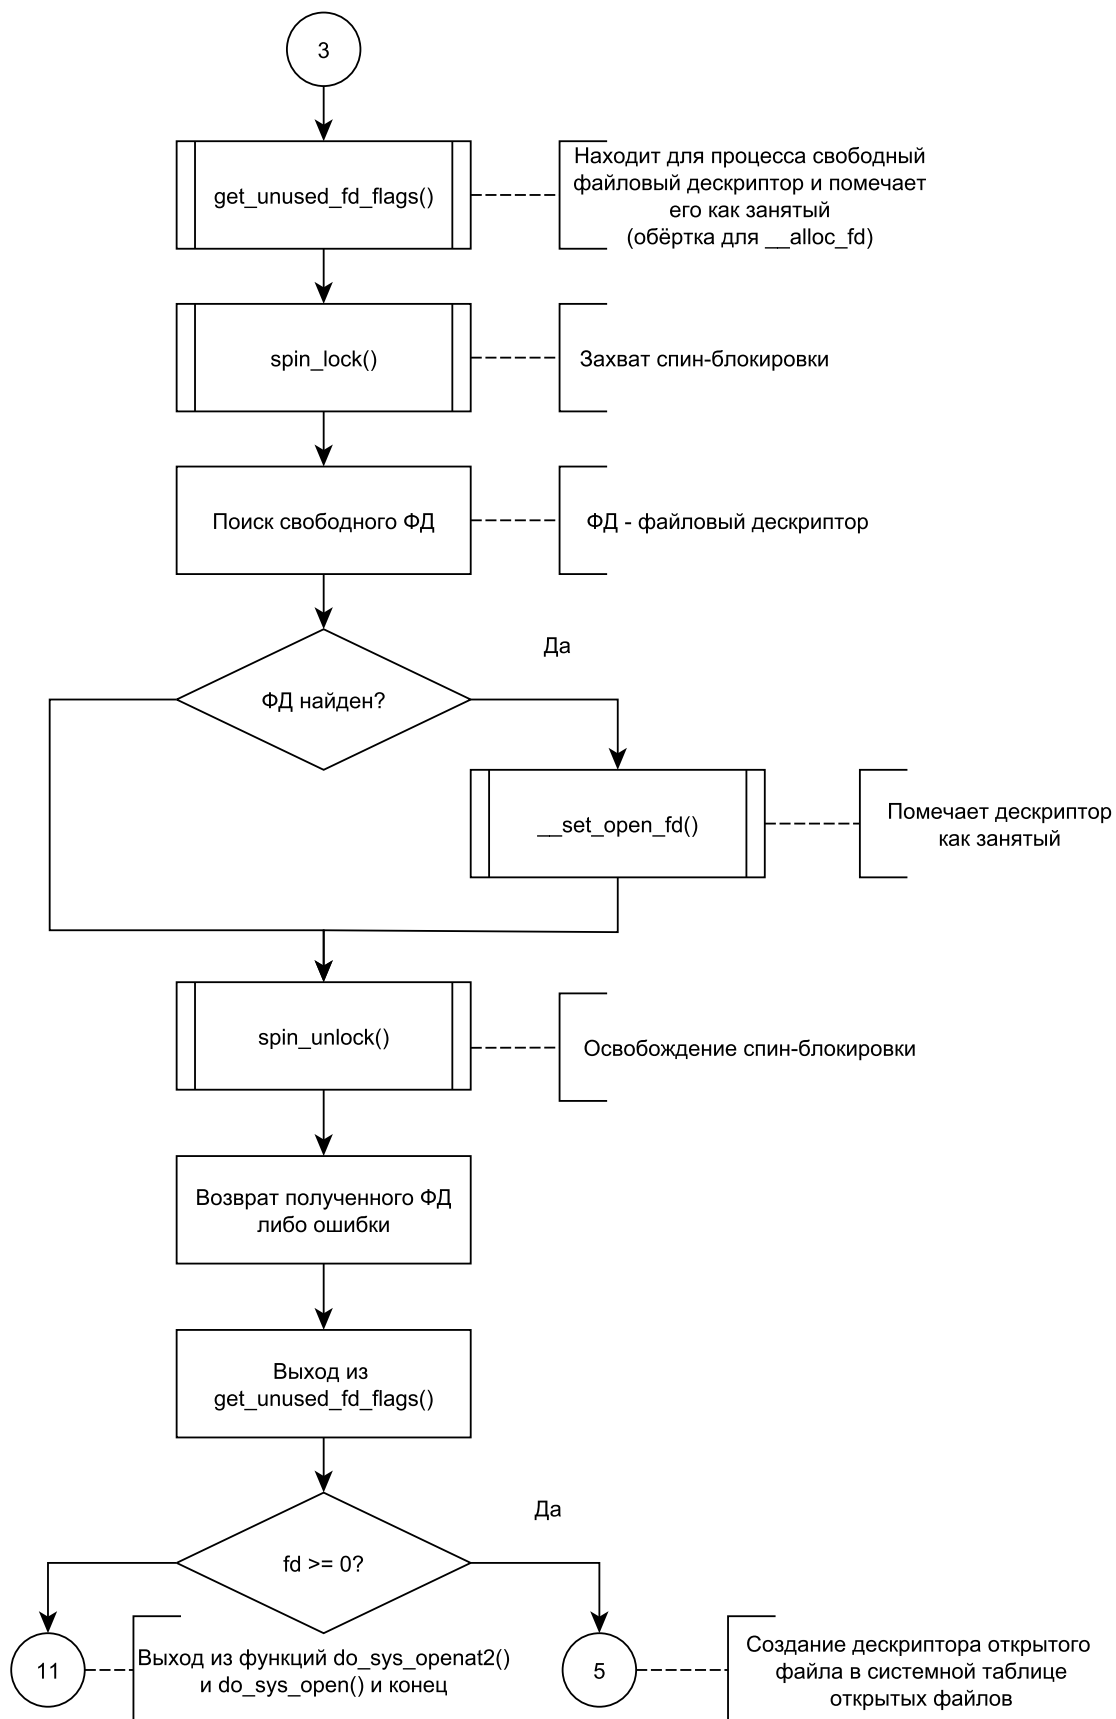 3
get_unused_fd_flags()
Находит для процесса свободный
файловый дескриптор и помечает
его как занятый
(обёртка для __alloc_fd)
spin_lock()
Захват спин-блокировки
Поиск свободного ФД
ФД - файловый дескриптор
Да
ФД найден?
__set_open_fd()
Помечает дескриптор
как занятый
spin_unlock()
Освобождение спин-блокировки
Возврат полученного ФД
либо ошибки
Выход из
get_unused_fd_flags()
Да
fd >= 0?
11
Выход из функций do_sys_openat2()
и do_sys_open() и конец
5
Создание дескриптора открытого
файла в системной таблице
открытых файлов